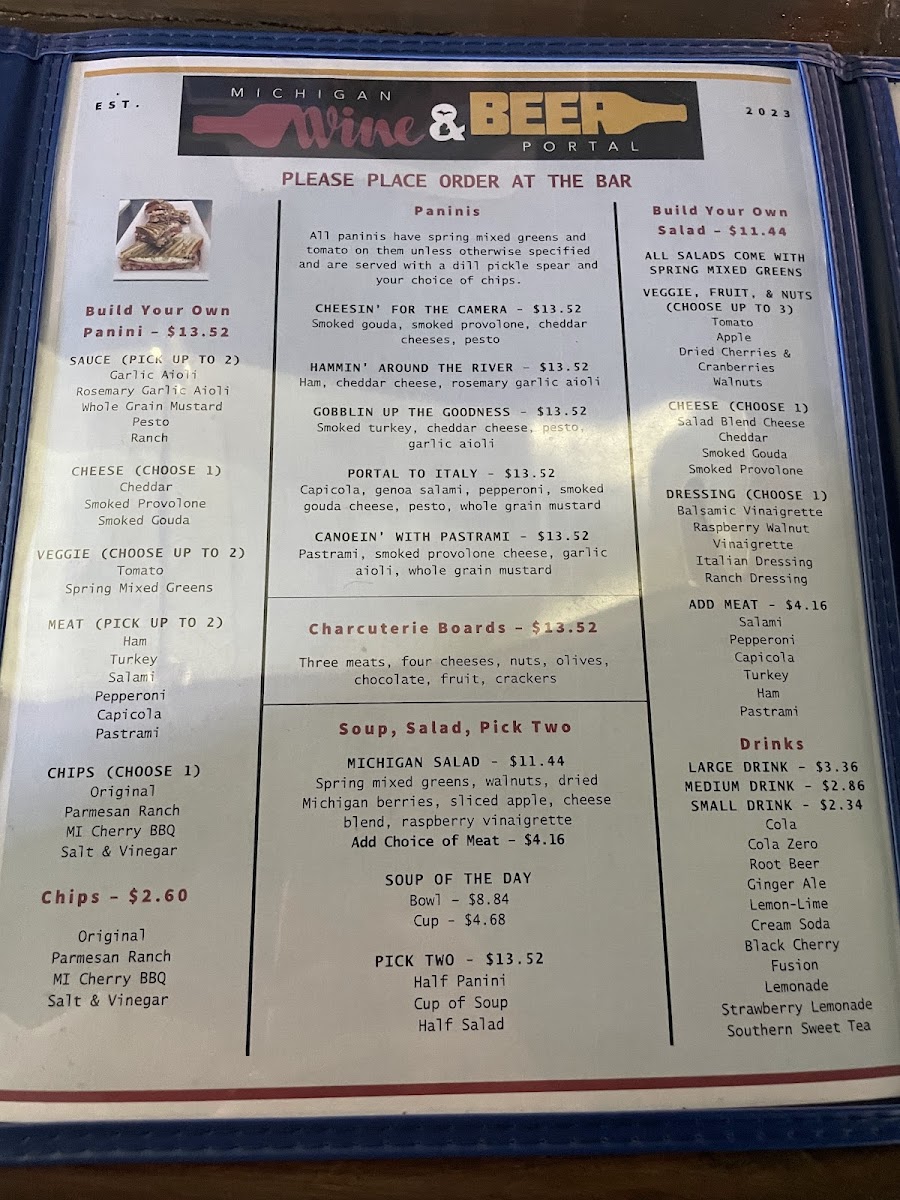 EST.
MICHIGAN
Wine & BEER
PORTAL
2023
PLEASE PLACE ORDER AT THE BAR
Build Your Own
Panini - $13.52
SAUCE (PICK UP TO 2)
Garlic Aioli
Rosemary Garlic Aioli
Whole Grain Mustard
Pesto
Ranch
CHEESE (CHOOSE 1)
Cheddar
Smoked Provolone
Smoked Gouda
VEGGIE (CHOOSE UP TO 2)
Tomato
Spring Mixed Greens
MEAT (PICK UP TO 2)
Ham
Turkey
Salami
Pepperoni
Capicola
Pastrami
CHIPS (CHOOSE 1)
Original
Parmesan Ranch
MI Cherry BBQ
Salt & Vinegar
Chips - $2.60
Original
Parmesan Ranch
MI Cherry BBQ
Salt & Vinegar
Paninis
All paninis have spring mixed greens and
tomato on them unless otherwise specified
and are served with a dill pickle spear and
your choice of chips.
CHEESIN' FOR THE CAMERA - $13.52
Smoked gouda, smoked provolone, cheddar
cheeses, pesto
HAMMIN' AROUND THE RIVER - $13.52
Ham, cheddar cheese, rosemary garlic aioli
GOBBLIN UP THE GOODNESS - $13.52
Smoked turkey, cheddar cheese, pesto,
garlic aioli
PORTAL TO ITALY - $13.52
Capicola, genoa salami, pepperoni, smoked
gouda cheese, pesto, whole grain mustard
CANOEIN' WITH PASTRAMI - $13.52
Pastrami, smoked provolone cheese, garlic
aioli, whole grain mustard
Charcuterie Boards - $13.52
Three meats, four cheeses, nuts, olives,
chocolate, fruit, crackers
Soup, Salad, Pick Two
MICHIGAN SALAD - $11.44
Spring mixed greens, walnuts, dried
Michigan berries, sliced apple, cheese
blend, raspberry vinaigrette
Add Choice of Meat - $4.16
SOUP OF THE DAY
Bowl - $8.84
Cup - $4.68
PICK TWO - $13.52
Half Panini
Cup of Soup
Half Salad
Build Your Own
Salad - $11.44
ALL SALADS COME WITH
SPRING MIXED GREENS
VEGGIE, FRUIT, & NUTS
(CHOOSE UP TO 3)
Tomato
Apple
Dried Cherries &
Cranberries
Walnuts
CHEESE (CHOOSE 1)
Salad Blend Cheese
Cheddar
Smoked Gouda
Smoked Provolone
DRESSING (CHOOSE 1)
Balsamic Vinaigrette
Raspberry Walnut
Vinaigrette
Italian Dressing
Ranch Dressing
ADD MEAT - $4.16
Salami
Pepperoni
Capicola
Turkey
Ham
Pastrami
Drinks
LARGE DRINK - $3.36
MEDIUM DRINK - $2.86
SMALL DRINK - $2.34
Cola
Cola Zero
Root Beer
Ginger Ale
Lemon-Lime
Cream Soda
Black Cherry
Fusion
Lemonade
Strawberry Lemonade
Southern Sweet Tea